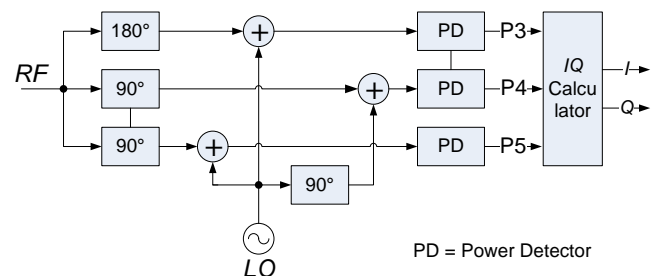 180°
PD
P3
RF
90°
PD
P4
IQ
Calcu
lator
I
Q
90°
PD
P5
90°
LO
PD = Power Detector